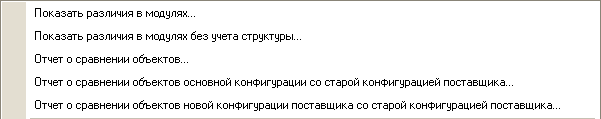 Показать различия в модулях...
Показать различия в модулях без учета структуры...
Отчет о сравнении объектов...
Отчет о сравнении объектов основной конфигурации со старой конфигурацией поставщика...
Отчет о сравнении объектов новой конфигурации поставщика со старой конфигурацией поставщика...